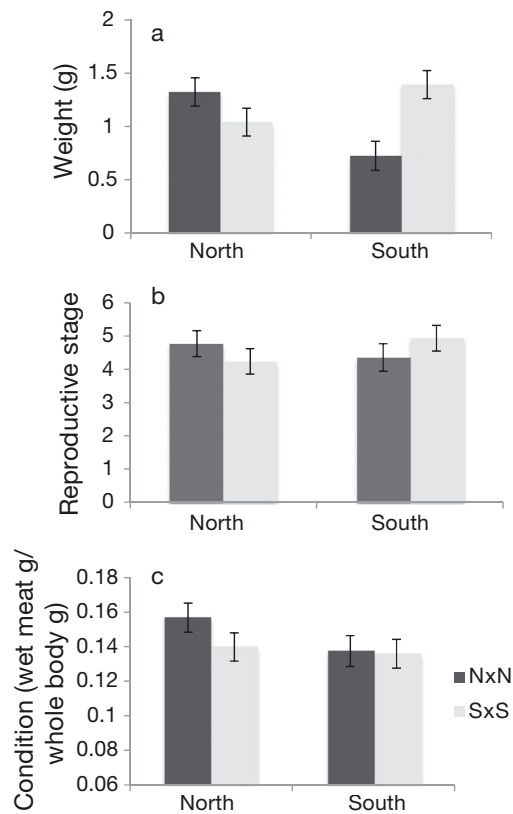 a
Weight (g)
2
1.5
1
0.5
0
North South
b
Reproductive stage
6
5
4
3
2
1
0
North South
c
Condition (wet meat g/
whole body g)
0.18
0.16
0.14
0.12
0.1
0.08
0.06
North South
NxN
SxS